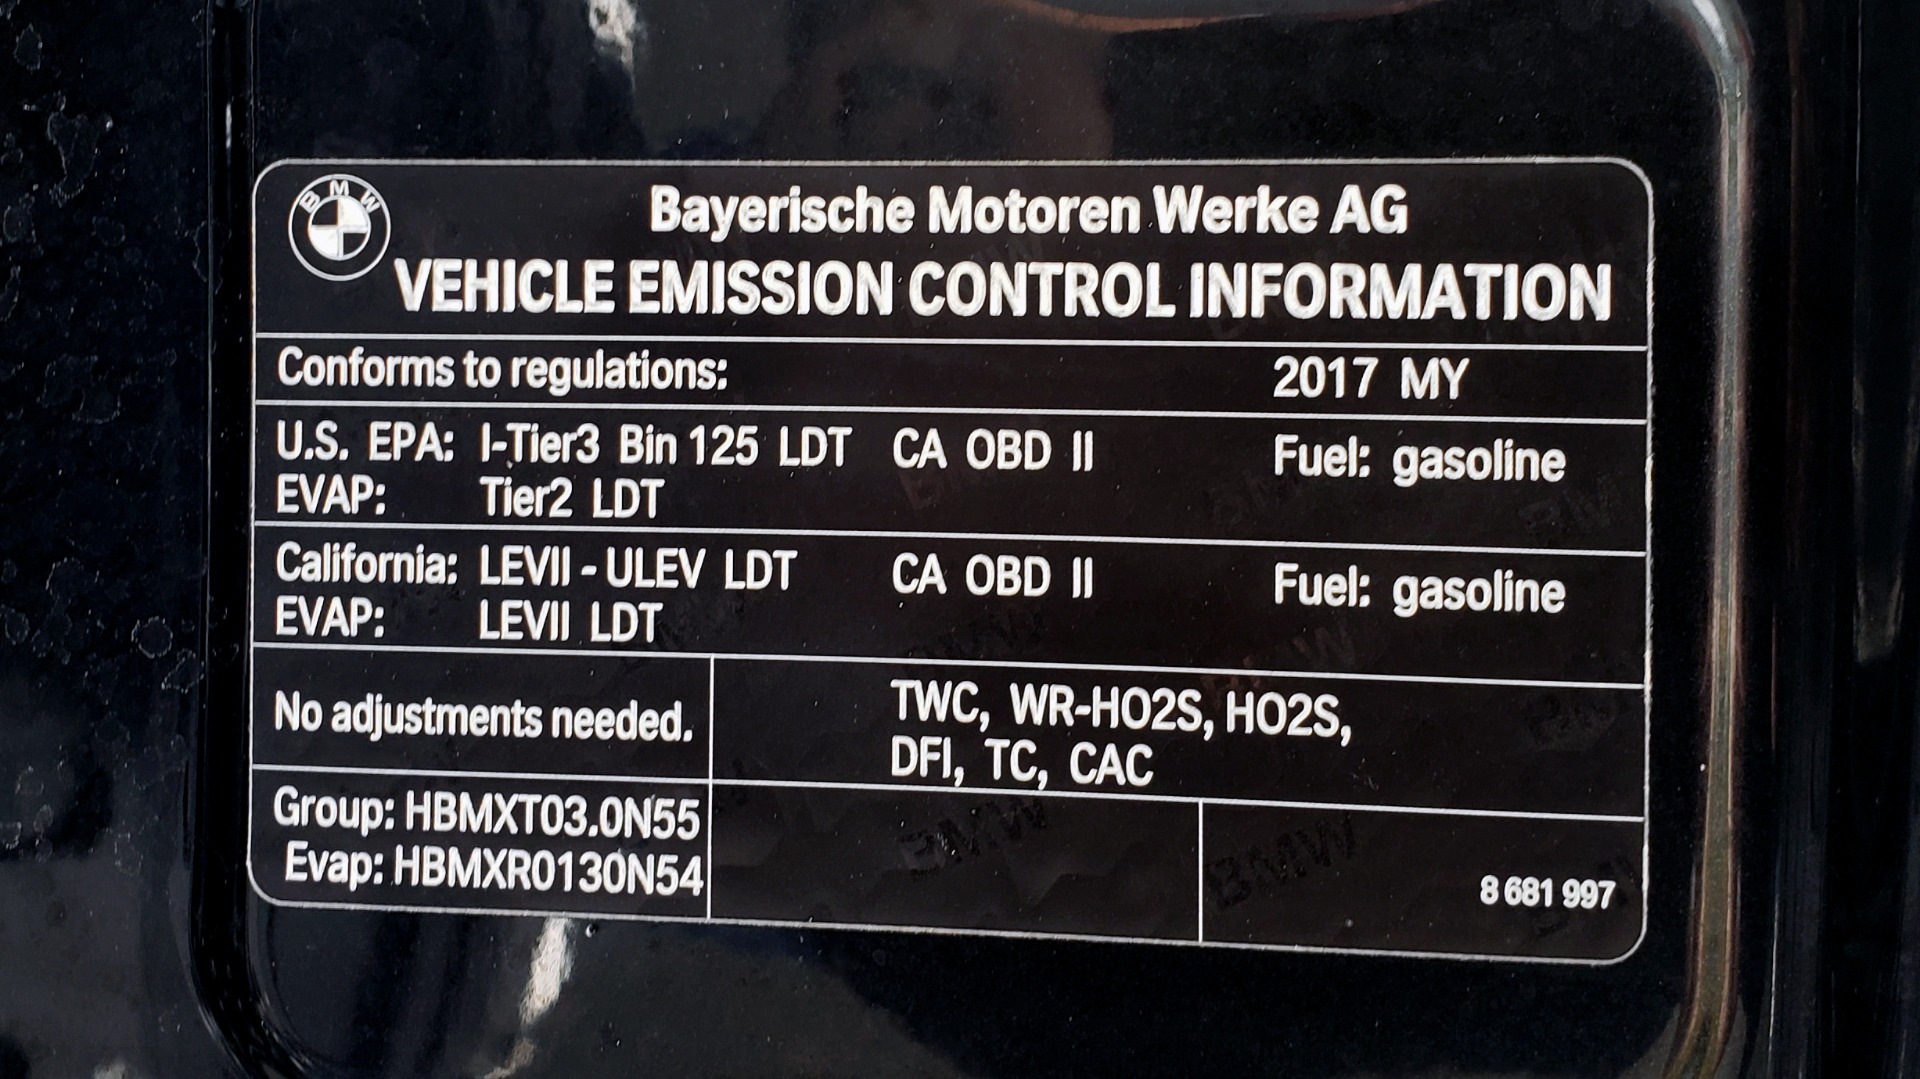 BMW
Bayerische Motoren Werke AG
VEHICLE EMISSION CONTROL INFORMATION
Conforms to regulations: 2017 MY
U.S. EPA: I-Tier3 Bin 125 LDT CA OBD II Fuel: gasoline
EVAP: Tier2 LDT
California: LEVII - ULEV LDT CA OBD II Fuel: gasoline
EVAP: LEVII LDT
No adjustments needed.
TWC, WR-HO2S, HO2S,
DFI, TC, CAC
Group: HBMXT03.0N55
Evap: HBMXR0130N54
8 681 997